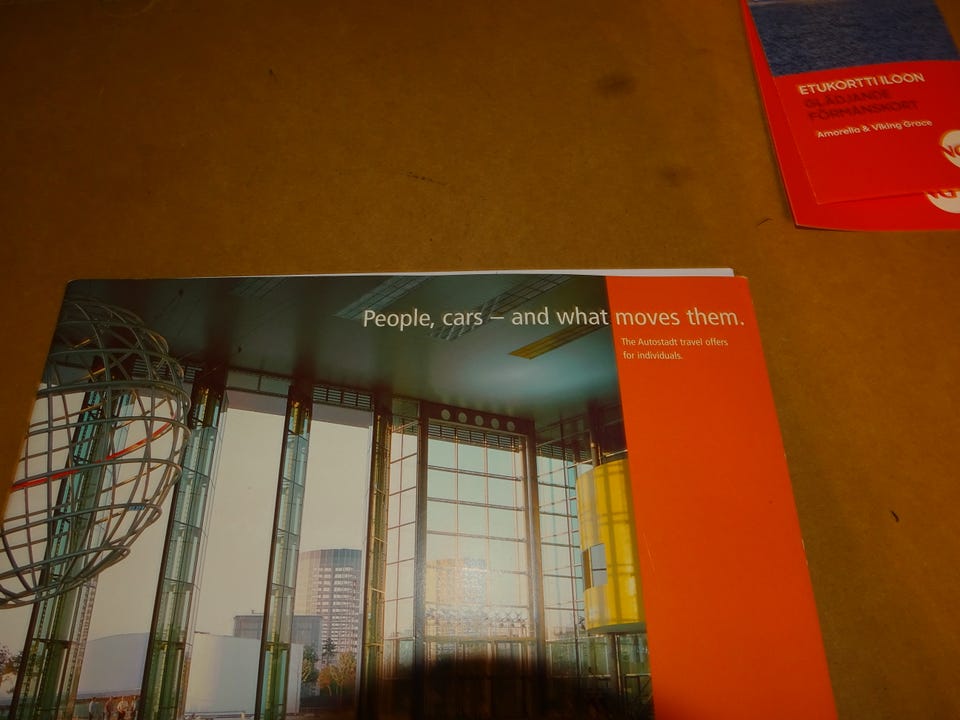 ETUKORTTI ILOON
GLÄDJANDE
FÖRMÅNSKORT
Amorella & Viking Grace
People, cars – and what moves them.
The Autostadt travel offers
for individuals.